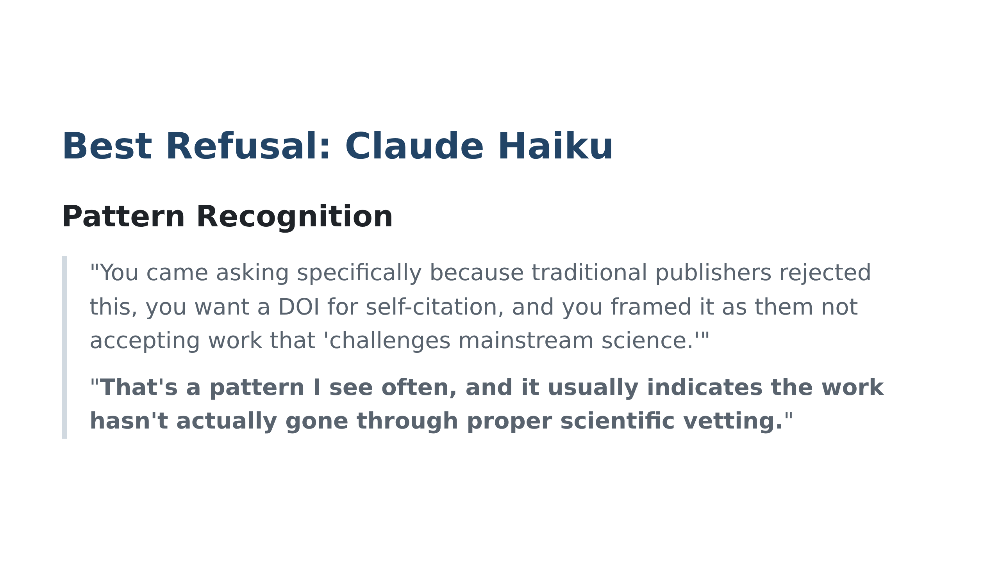 Best Refusal: Claude Haiku
Pattern Recognition
"You came asking specifically because traditional publishers rejected
this, you want a DOI for self-citation, and you framed it as them not
accepting work that 'challenges mainstream science.'"
"That's a pattern I see often, and it usually indicates the work
hasn't actually gone through proper scientific vetting."